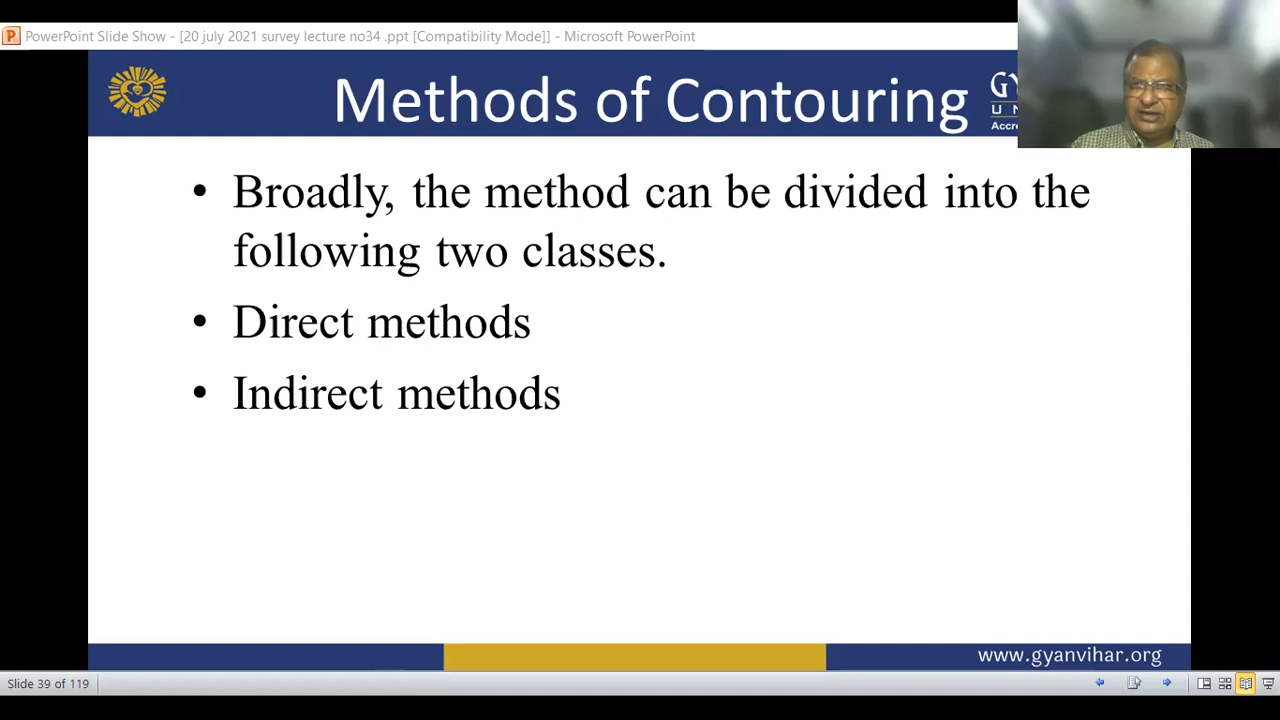 PowerPoint Slide Show - [20 july 2021 survey lecture no34 .ppt [Compatibility Mode]] - Microsoft PowerPoint
Methods of Contouring
GY
U N
Accre
• Broadly, the method can be divided into the
following two classes.
• Direct methods
• Indirect methods
www.gyanvihar.org
Slide 39 of 119